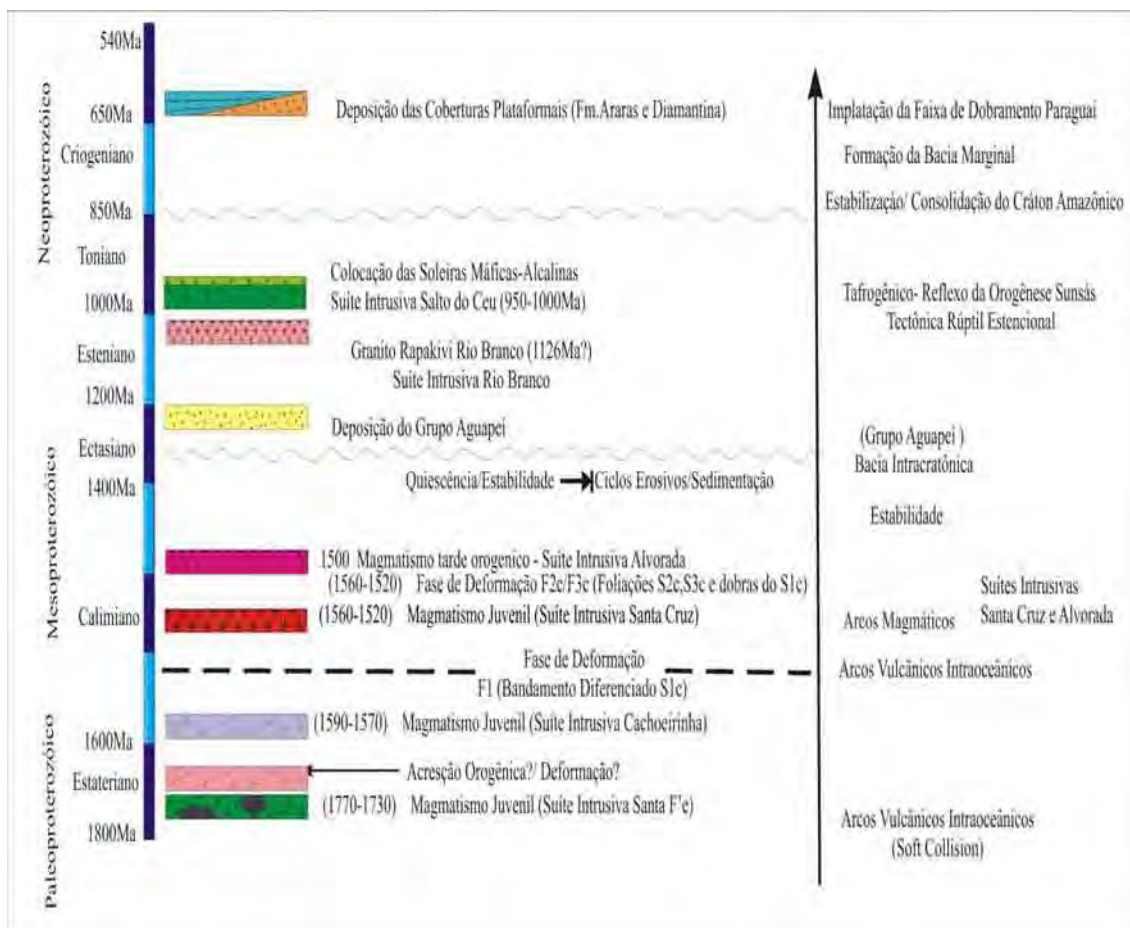 540Ma
Deposição das Coberturas Plataformais (Fm.Araras e Diamantina)
Implatação da Faixa de Dobramento Paraguai
650Ma
Criogeniano
Formação da Bacia Marginal
Neoproterozóico
Estabilização/ Consolidação do Cráton Amazônico
850Ma
Toniano
Colocação das Soleiras Máficas-Alcalinas
Suite Intrusiva Salto do Ceu (950-1000Ma)
Tafrogênico- Reflexo da Orogênese Sunsás
Tectônica Rúptil Estencional
1000Ma
Esteniano
Granito Rapakivi Rio Branco (1126Ma?)
Suite Intrusiva Rio Branco
1200Ma
Deposição do Grupo Aguapeí
(Grupo Aguapeí )
Bacia Intracratônica
Ectasiano
Quiescência/Estabilidade
Ciclos Erosivos/Sedimentação
1400Ma
Estabilidade
Mesoproterozóico
1500 Magmatismo tarde orogenico - Suite Intrusiva Alvorada
(1560-1520) Fase de Deformação F2c/F3c (Foliações S2c,S3c e dobras do S1c)
Suites Intrusivas
Santa Cruz e Alvorada
Calimiano
(1560-1520) Magmatismo Juvenil (Suite Intrusiva Santa Cruz)
Arcos Magmáticos
Fase de Deformação
F1 (Bandamento Diferenciado S1c)
Arcos Vulcânicos Intraoceânicos
(1590-1570) Magmatismo Juvenil (Suite Intrusiva Cachoeirinha)
1600Ma
Estateriano
Acresção Orogênica?/ Deformação?
Paleoproterozóico
(1770-1730) Magmatismo Juvenil (Suite Intrusiva Santa F'e)
1800Ma
Arcos Vulcânicos Intraoceânicos
(Soft Collision)